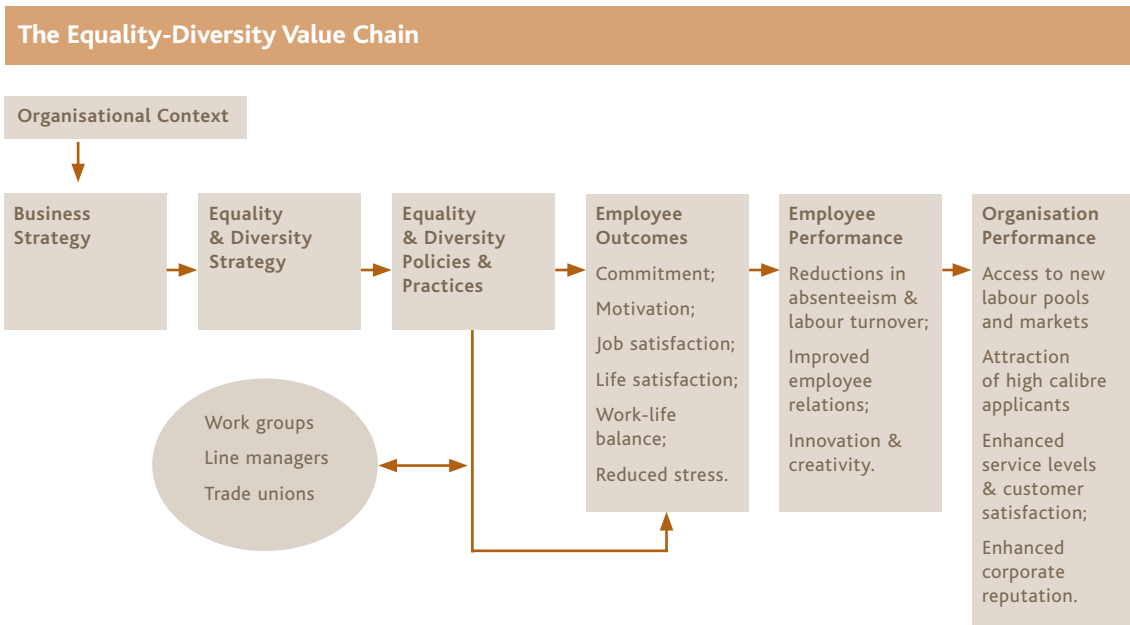 The Equality-Diversity Value Chain
Organisational Context
Business
Strategy
Equality
& Diversity
Strategy
Equality
& Diversity
Policies &
Practices
Employee
Outcomes
Commitment;
Motivation;
Job satisfaction;
Life satisfaction;
Work-life
balance;
Reduced stress.
Employee
Performance
Reductions in
absenteeism &
labour turnover;
Improved
employee
relations;
Innovation &
creativity.
Organisation
Performance
Access to new
labour pools
and markets
Attraction
of high calibre
applicants
Enhanced
service levels
& customer
satisfaction;
Enhanced
corporate
reputation.
Work groups
Line managers
Trade unions